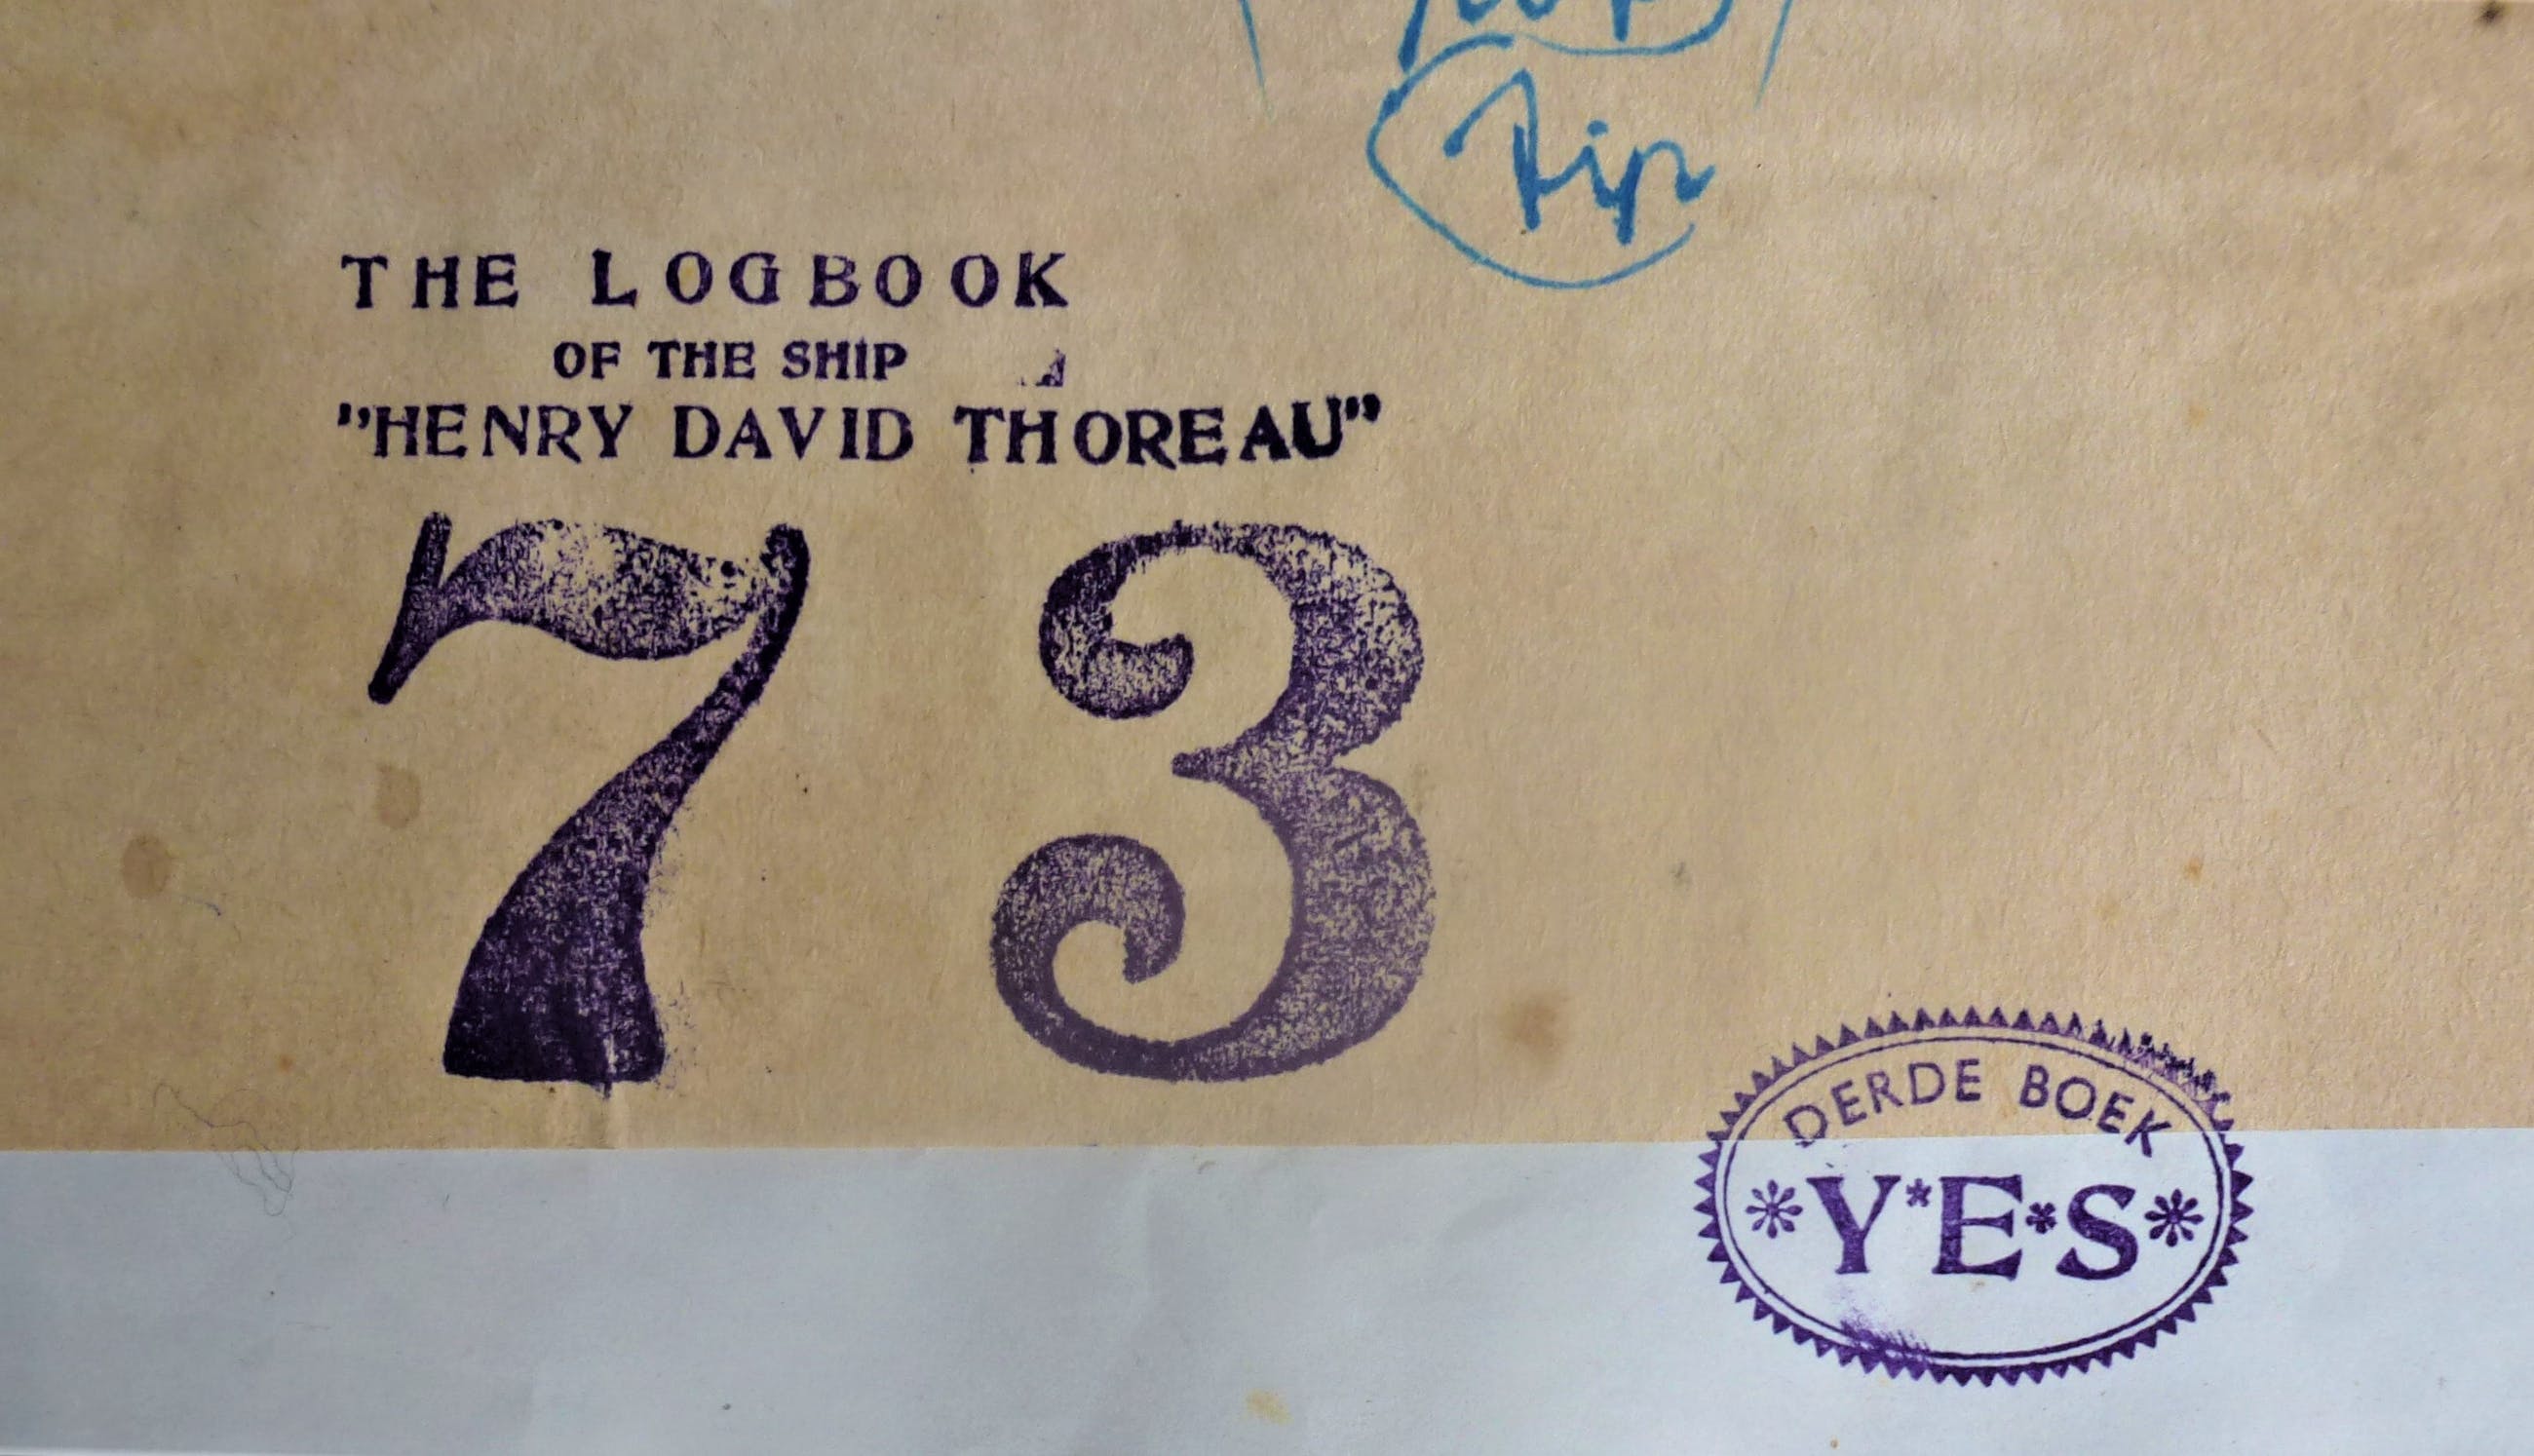 THE LOGBOOK
OF THE SHIP
"HENRY DAVID THOREAU"
73
DERDE BOEK
*Y*E*S*